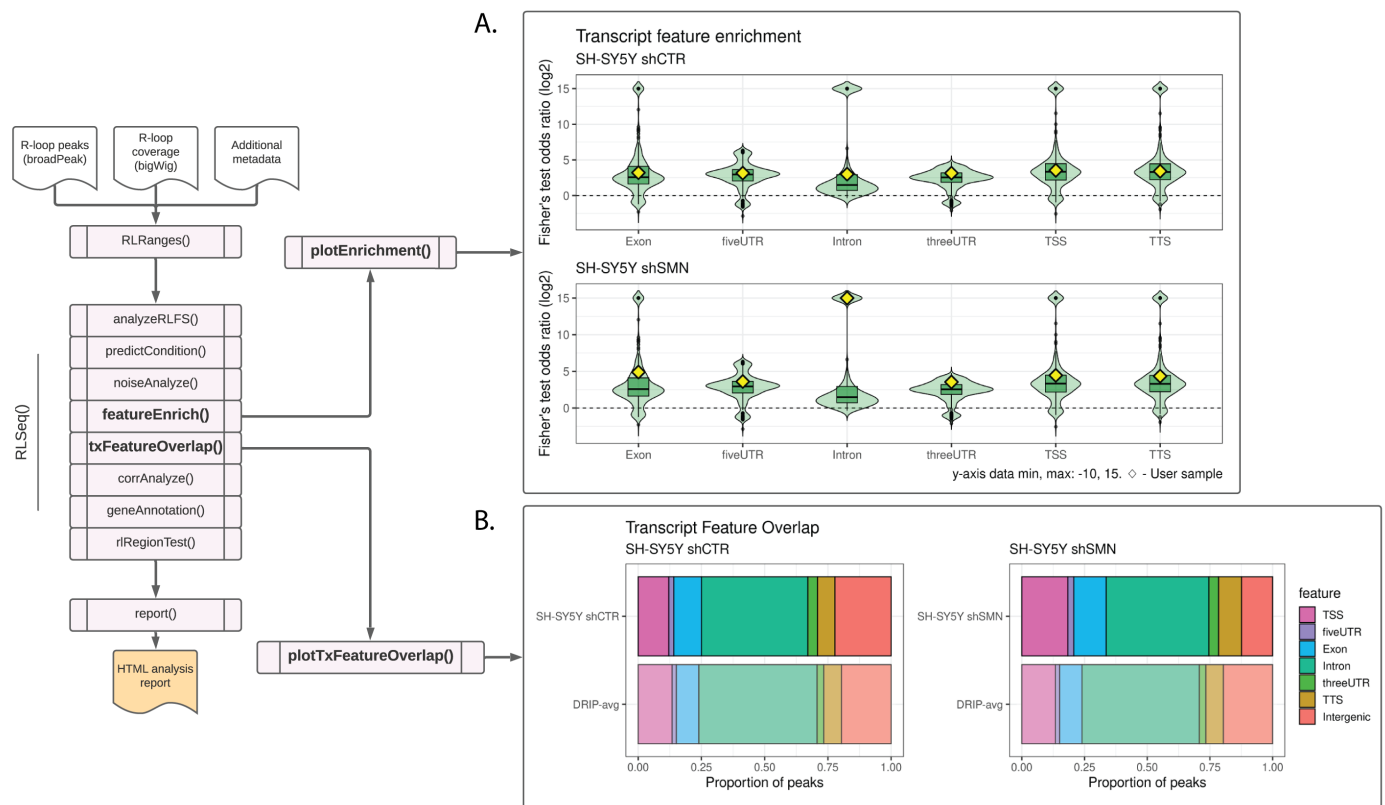 R-loop peaks
(broadPeak)
R-loop
coverage
(bigWig)
Additional
metadata
RLRanges()
RLSeq()
analyzeRLFS()
predictCondition()
noiseAnalyze()
featureEnrich()
txFeatureOverlap()
corrAnalyze()
geneAnnotation()
rlRegionTest()
report()
HTML analysis
report
plotEnrichment()
plotTxFeatureOverlap()
A.
Transcript feature enrichment
SH-SY5Y shCTR
Fisher's test odds ratio (log2)
15
10
5
0
Exon fiveUTR Intron threeUTR TSS TTS
SH-SY5Y shSMN
Fisher's test odds ratio (log2)
15
10
5
0
Exon fiveUTR Intron threeUTR TSS TTS
y-axis data min, max: -10, 15. ◇ - User sample
B.
Transcript Feature Overlap
SH-SY5Y shCTR
SH-SY5Y shCTR
DRIP-avg
0.00 0.25 0.50 0.75 1.00
Proportion of peaks
SH-SY5Y shSMN
SH-SY5Y shSMN
DRIP-avg
0.00 0.25 0.50 0.75 1.00
Proportion of peaks
feature
TSS
fiveUTR
Exon
Intron
threeUTR
TTS
Intergenic